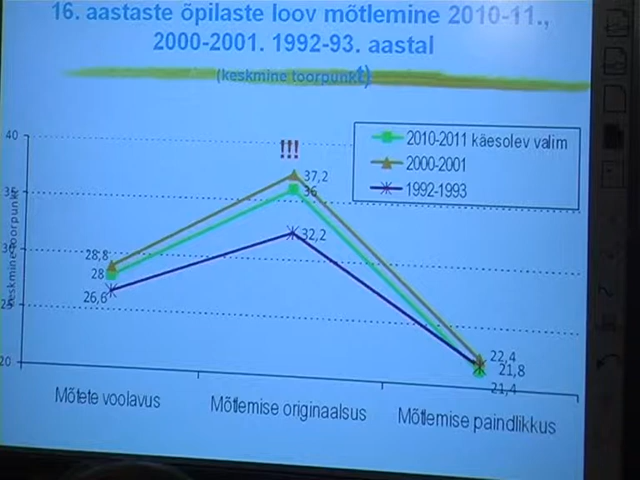 16. aastaste õpilaste loov mõtlemine 2010-11.,
2000-2001. 1992-93. aastal
(keskmine toorpunkt)
40
35
30
25
20
keskmine toorpunkt
!!!
2010-2011 käesolev valim
2000-2001
1992-1993
28,8
28
26,6
37,2
36
32,2
22,4
21,8
21,4
Mõtete voolavus
Mõtlemise originaalsus
Mõtlemise paindlikkus